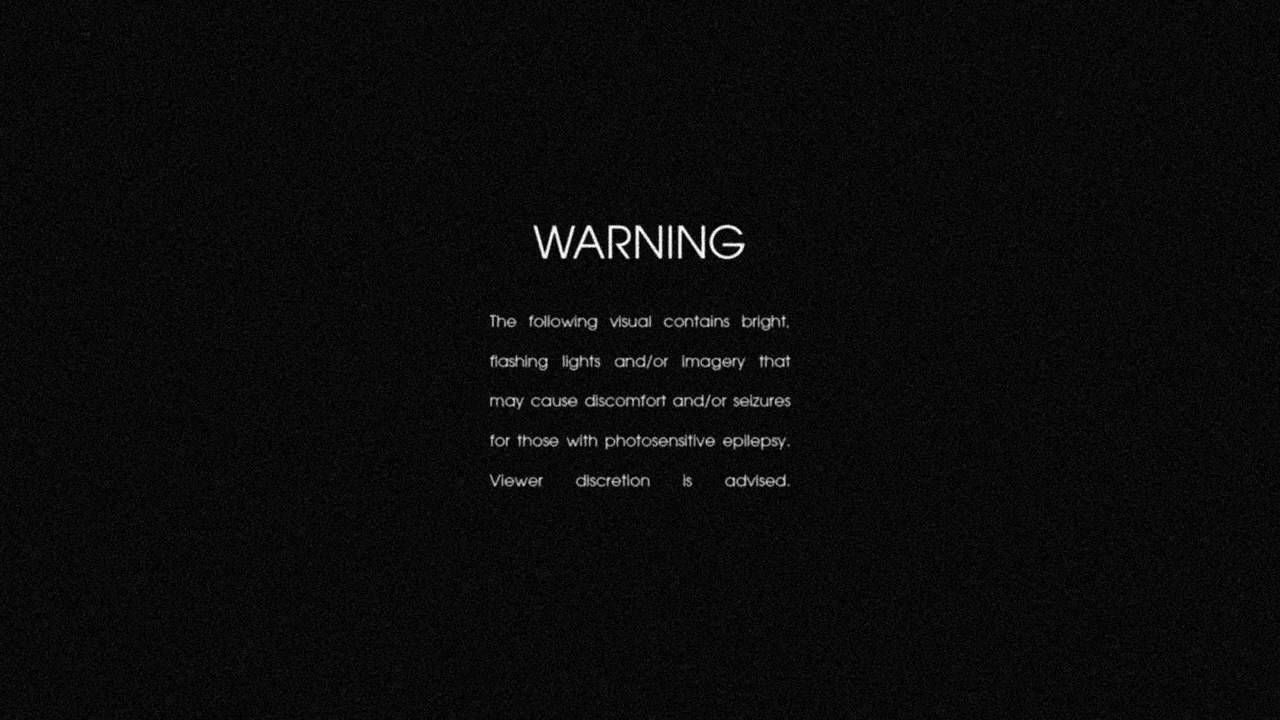 WARNING
The following visual contains bright,
flashing lights and/or imagery that
may cause discomfort and/or seizures
for those with photosensitive epilepsy.
Viewer discretion is advised.